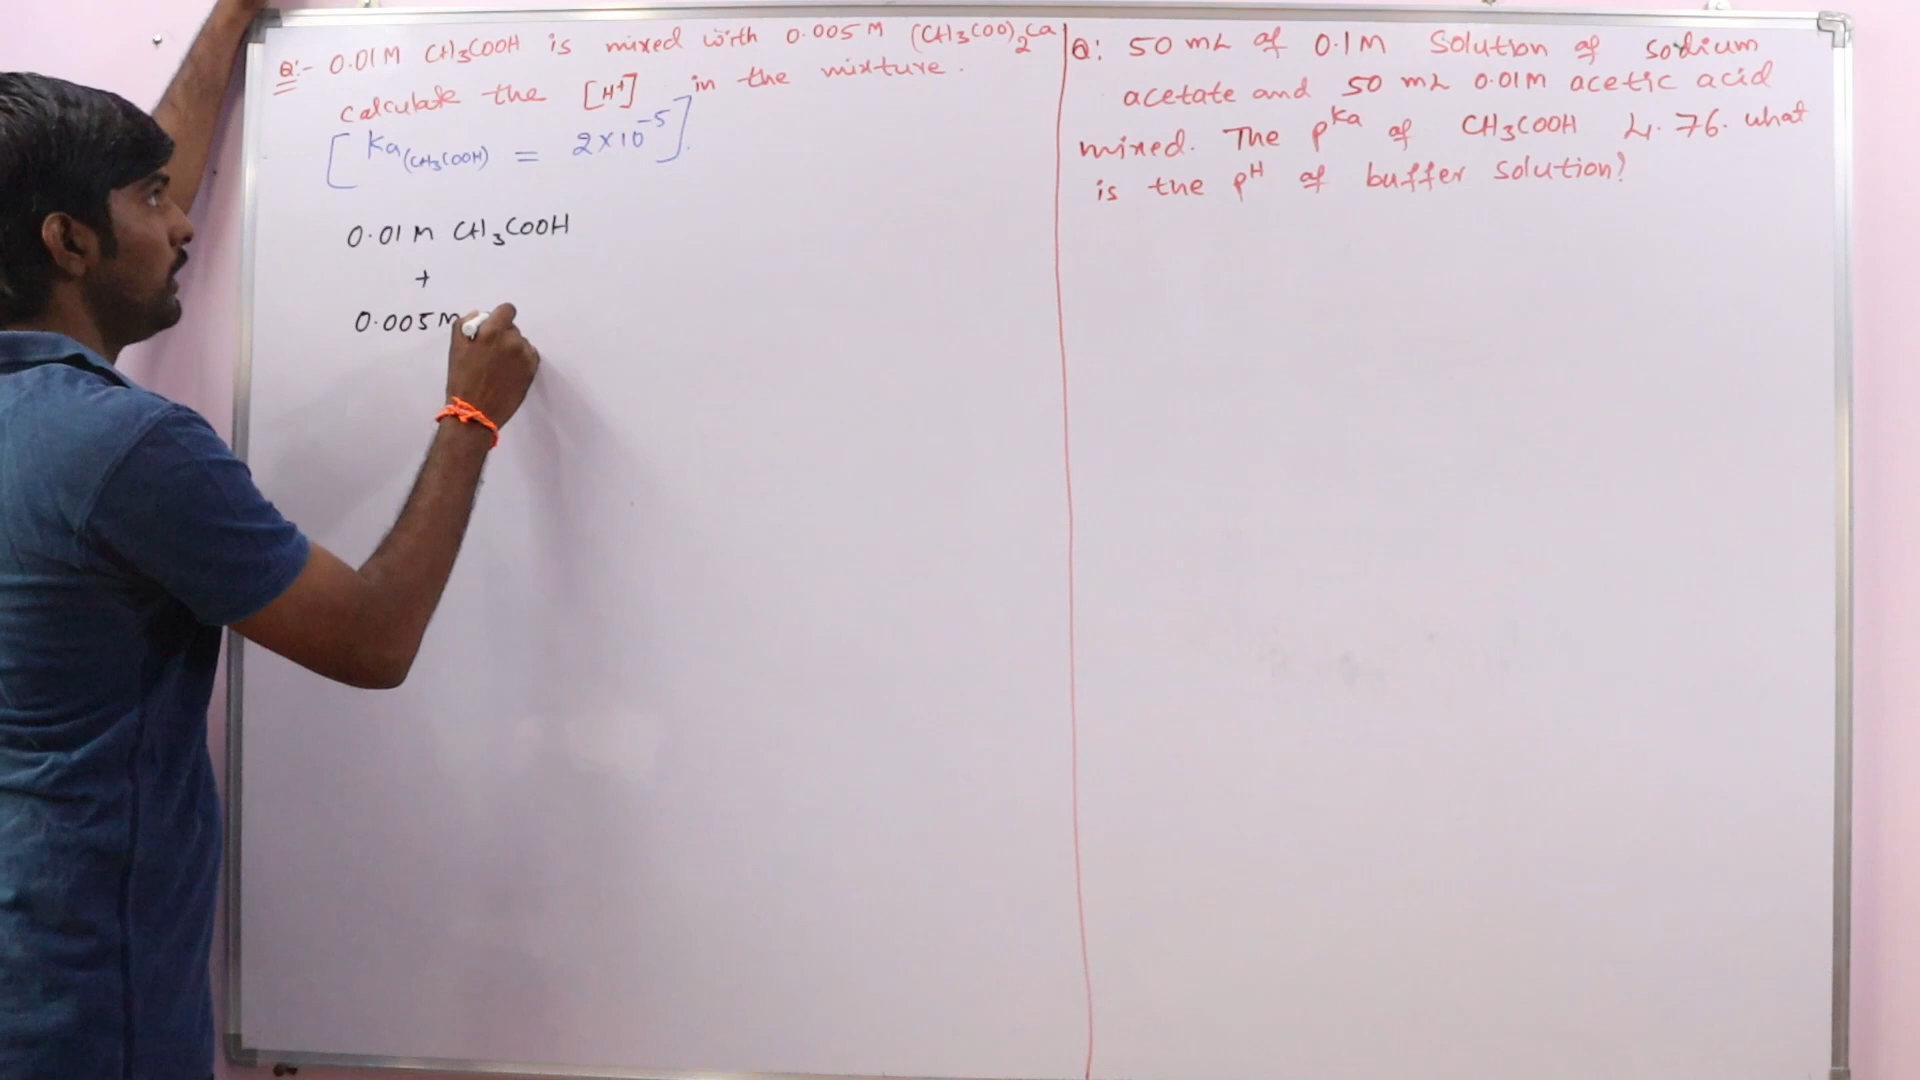 Q:- 0.01M CH3COOH is mixed with 0.005M (CH3COO)2Ca
calculate the [H+] in the mixture.
[Ka(CH3COOH) = 2×10^-5].
0.01M CH3COOH
+
0.005M
Q: 50 mL of 0.1M Solution of sodium
acetate and 50 mL 0.01M acetic acid
mixed. The pKa of CH3COOH 4.76. what
is the pH of buffer solution?